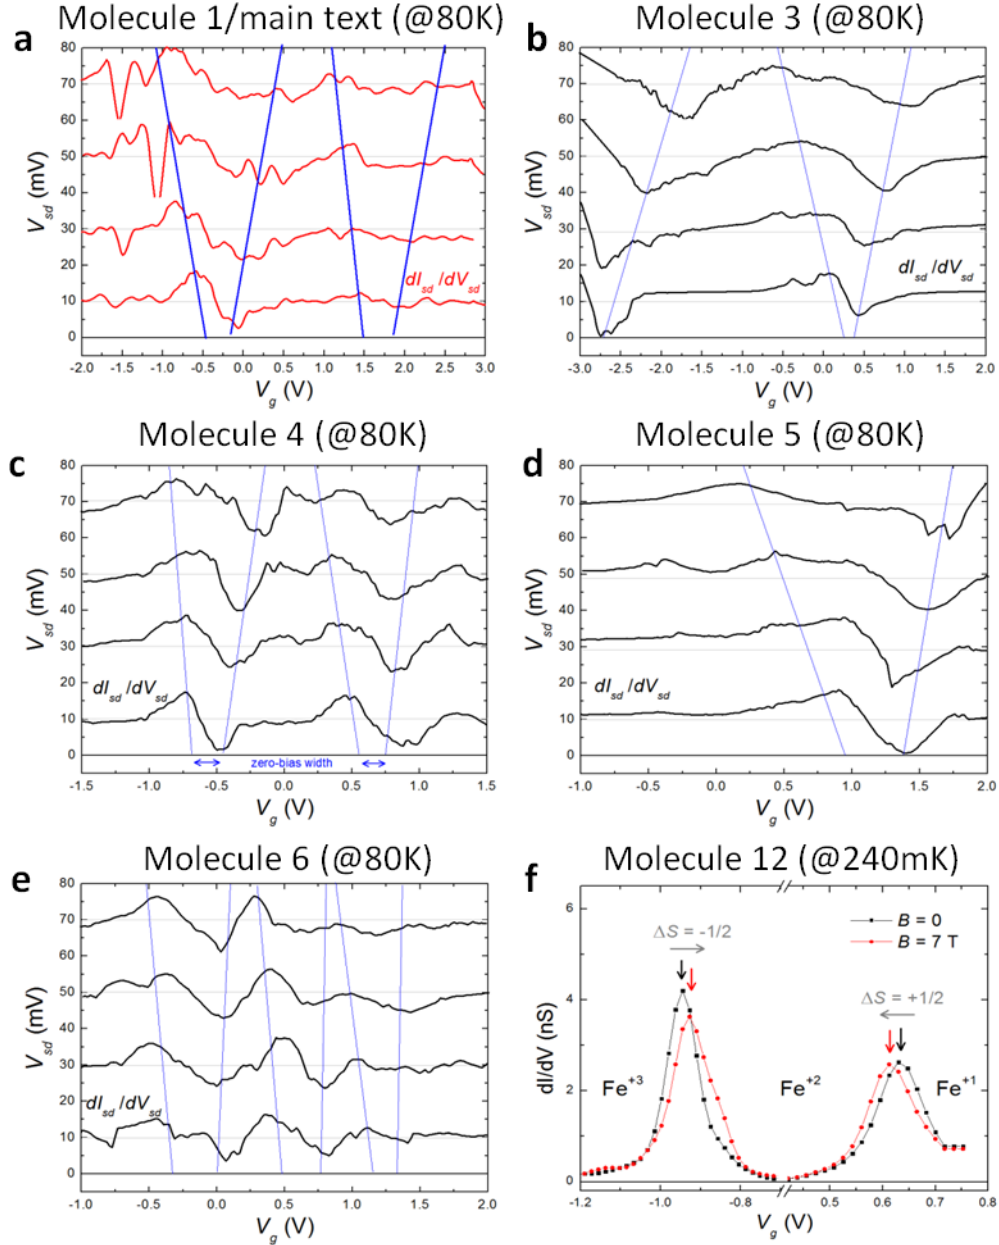 Molecule 1/main text (@80K)
a
80
70
60
50
40
30
20
10
0
V_sd (mV)
dI_sd/dV_sd
-2.0 -1.5 -1.0 -0.5 0.0 0.5 1.0 1.5 2.0 2.5 3.0
V_g (V)
Molecule 3 (@80K)
b
80
70
60
50
40
30
20
10
0
V_sd (mV)
dI_sd/dV_sd
-3.0 -2.5 -2.0 -1.5 -1.0 -0.5 0.0 0.5 1.0 1.5 2.0
V_g (V)
Molecule 4 (@80K)
c
80
70
60
50
40
30
20
10
0
V_sd (mV)
dI_sd/dV_sd
zero-bias width
-1.5 -1.0 -0.5 0.0 0.5 1.0 1.5
V_g (V)
Molecule 5 (@80K)
d
80
70
60
50
40
30
20
10
0
V_sd (mV)
dI_sd/dV_sd
-1.0 -0.5 0.0 0.5 1.0 1.5 2.0
V_g (V)
Molecule 6 (@80K)
e
80
70
60
50
40
30
20
10
0
V_sd (mV)
dI_sd/dV_sd
-1.0 -0.5 0.0 0.5 1.0 1.5 2.0
V_g (V)
Molecule 12 (@240mK)
f
6
4
2
0
dI/dV (nS)
B = 0
B = 7 T
ΔS = -1/2
ΔS = +1/2
Fe+3 Fe+2 Fe+1
-1.0 -0.8 0.5 0.6 0.7 0.8
V_g (V)